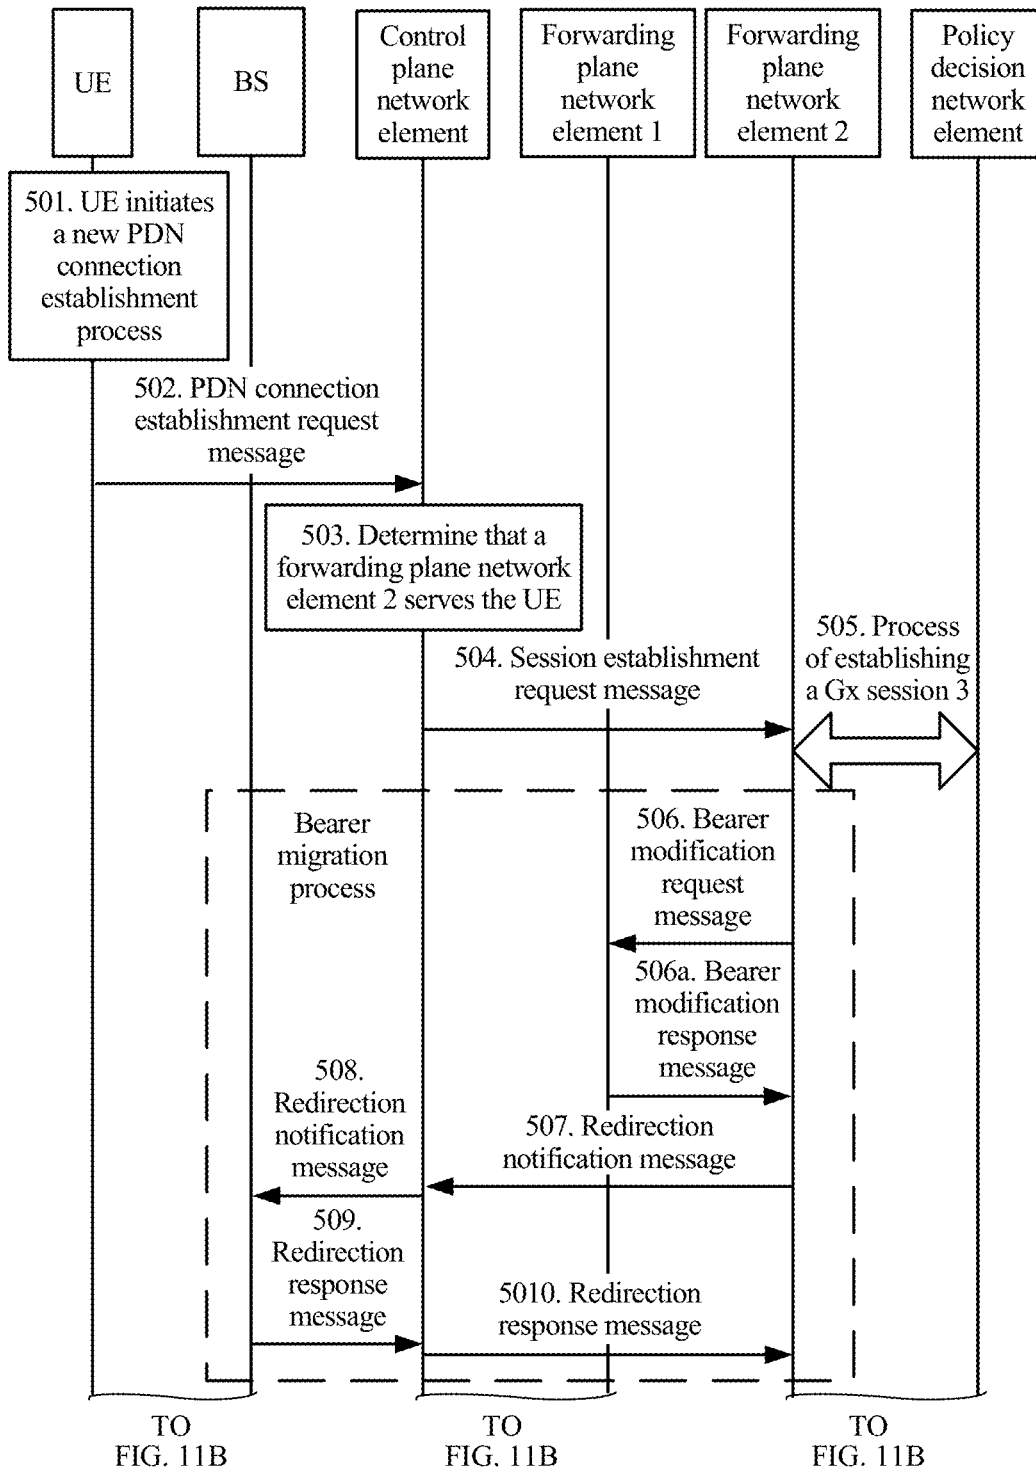 UE
BS
Control
plane
network
element
Forwarding
plane
network
element 1
Forwarding
plane
network
element 2
Policy
decision
network
element
501. UE initiates
a new PDN
connection
establishment
process
502. PDN connection
establishment request
message
503. Determine that a
forwarding plane network
element 2 serves the UE
504. Session establishment
request message
505. Process
of establishing
a Gx session 3
Bearer
migration
process
506. Bearer
modification
request
message
506a. Bearer
modification
response
message
508.
Redirection
notification
message
507. Redirection
notification message
509.
Redirection
response
message
5010. Redirection
response message
TO
FIG. 11B
TO
FIG. 11B
TO
FIG. 11B